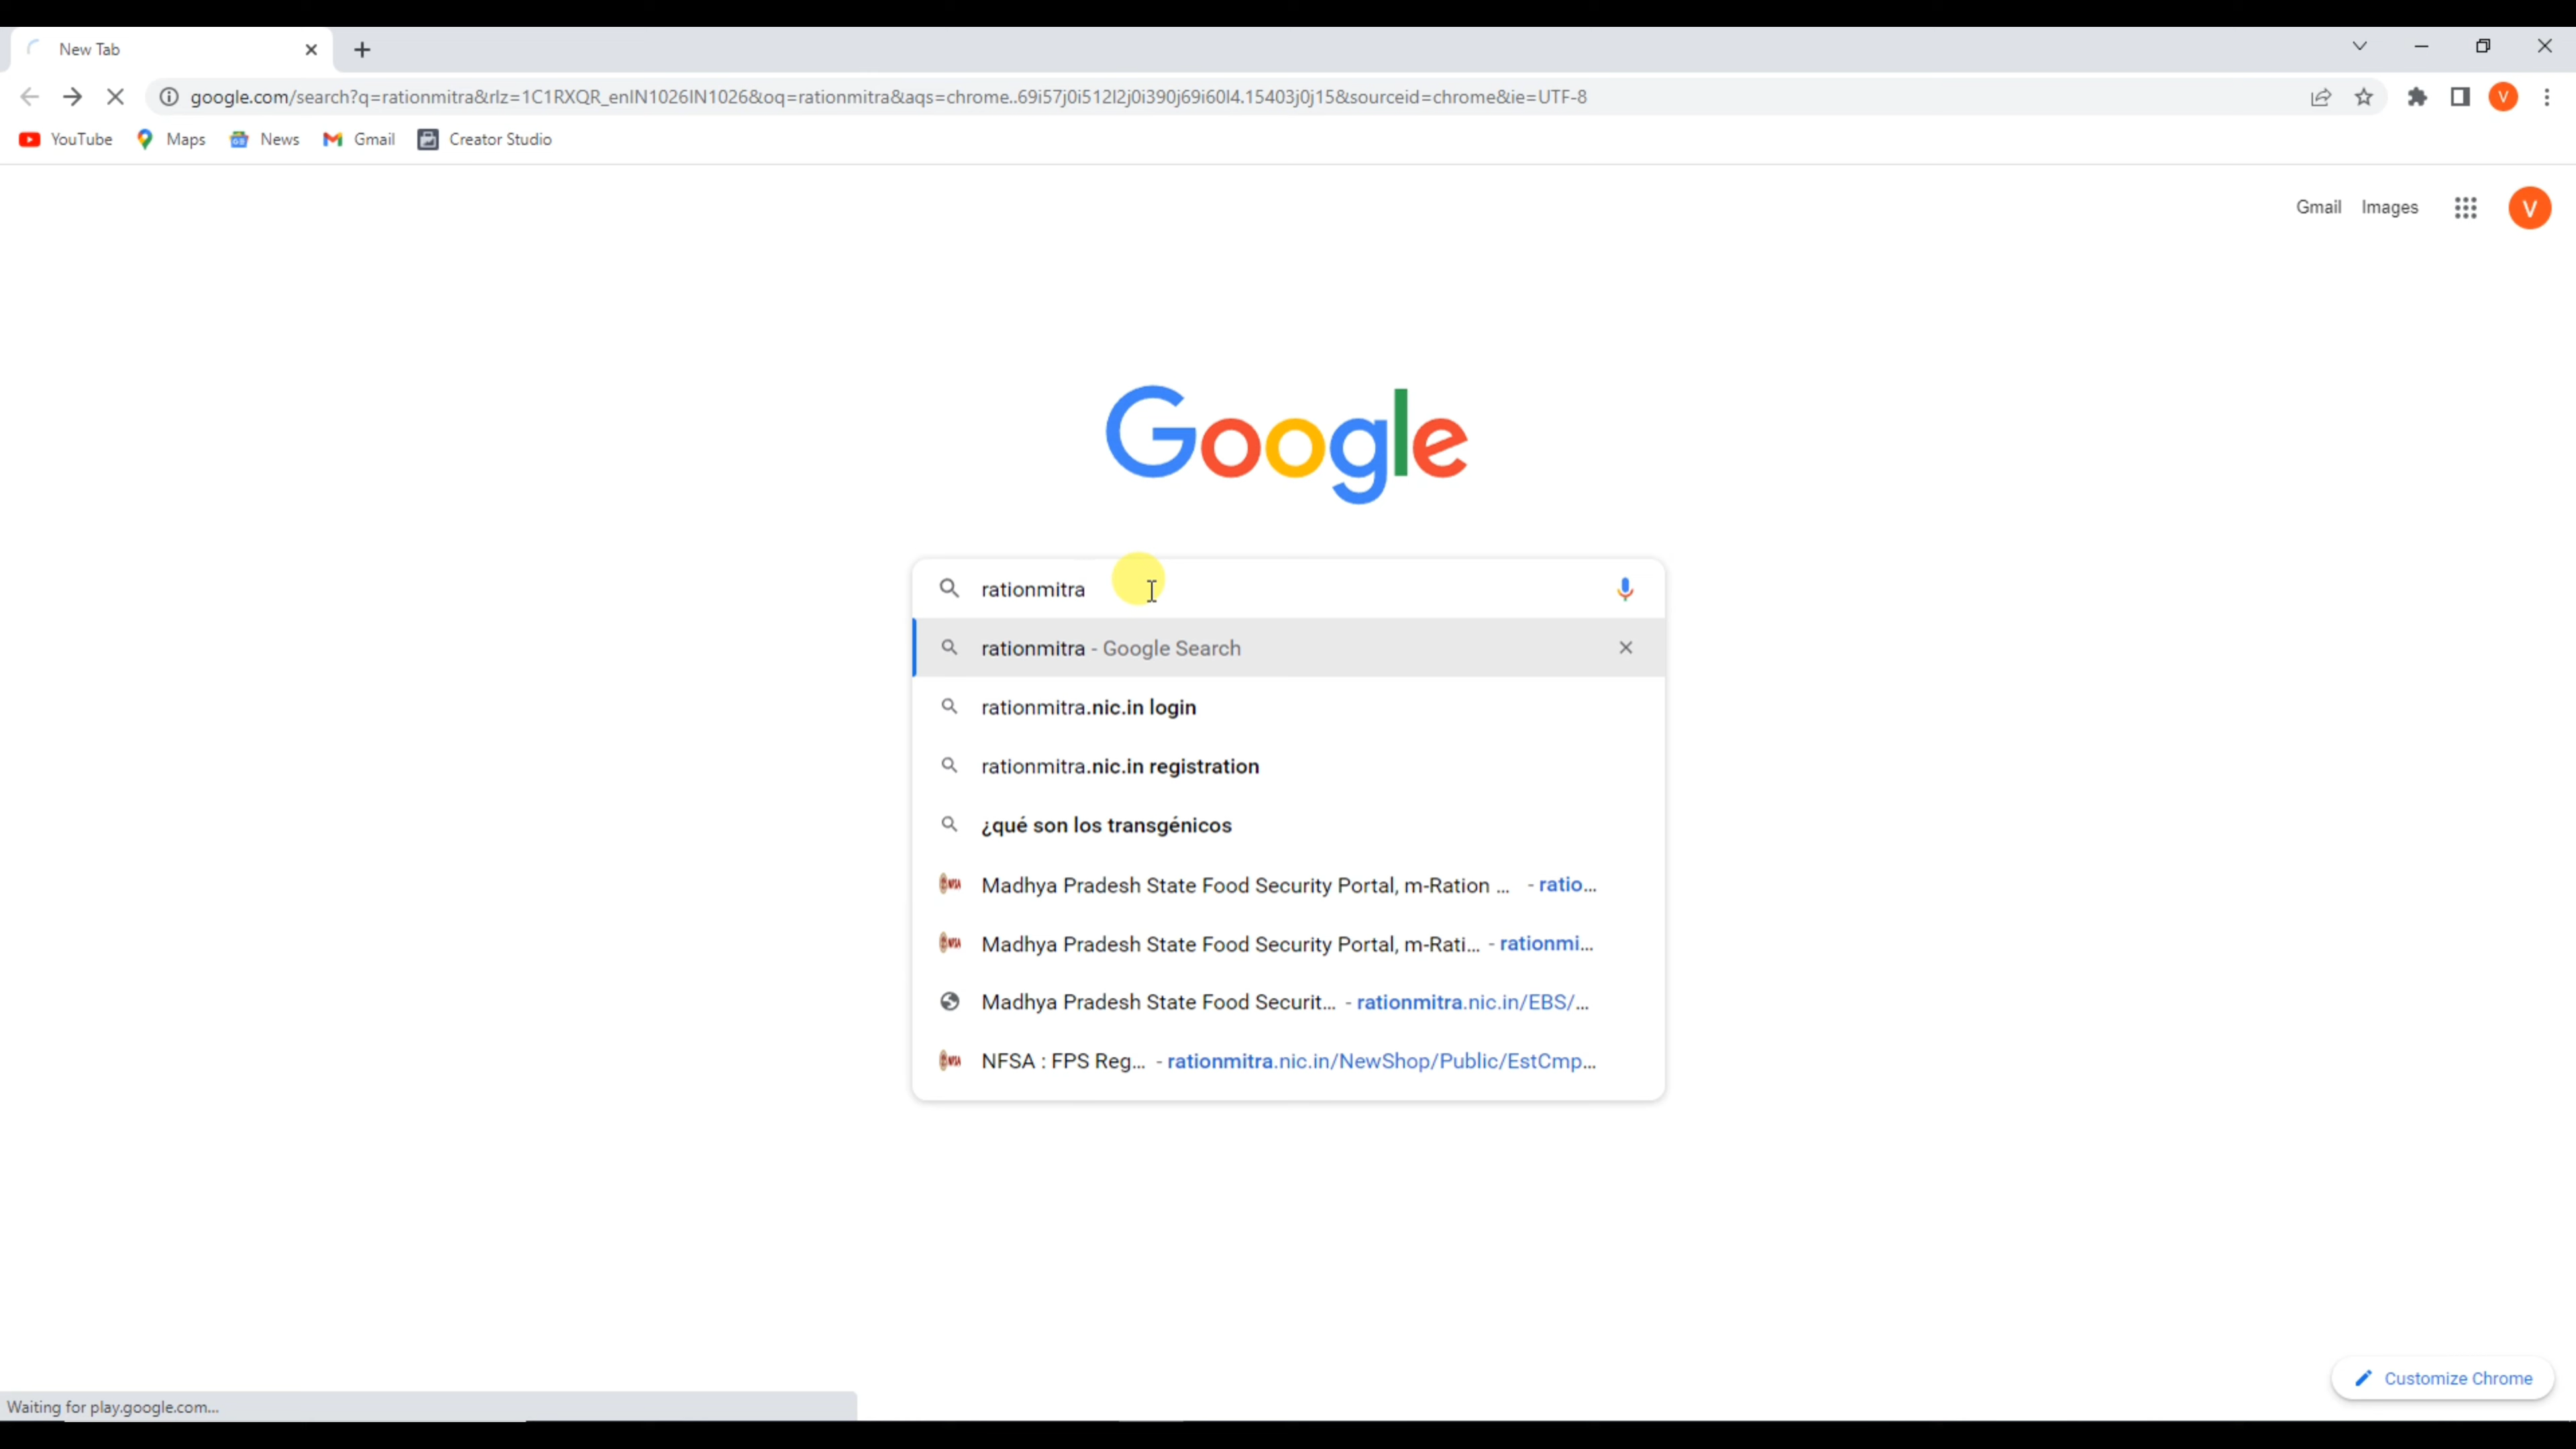 New Tab
google.com/search?q=rationmitra&rlz=1C1RXQR_enIN1026IN1026&oq=rationmitra&aqs=chrome..69i57j0i512l2j0i390j69i60l4.15403j0j15&sourceid=chrome&ie=UTF-8
V
YouTube Maps News Gmail Creator Studio
Gmail Images V
Google
rationmitra
rationmitra - Google Search
rationmitra.nic.in login
rationmitra.nic.in registration
¿qué son los transgénicos
Madhya Pradesh State Food Security Portal, m-Ration ... - ratio...
Madhya Pradesh State Food Security Portal, m-Rati... - rationmi...
Madhya Pradesh State Food Securit... - rationmitra.nic.in/EBS/...
NFSA : FPS Reg... - rationmitra.nic.in/NewShop/Public/EstCmp...
Customize Chrome
Waiting for play.google.com...